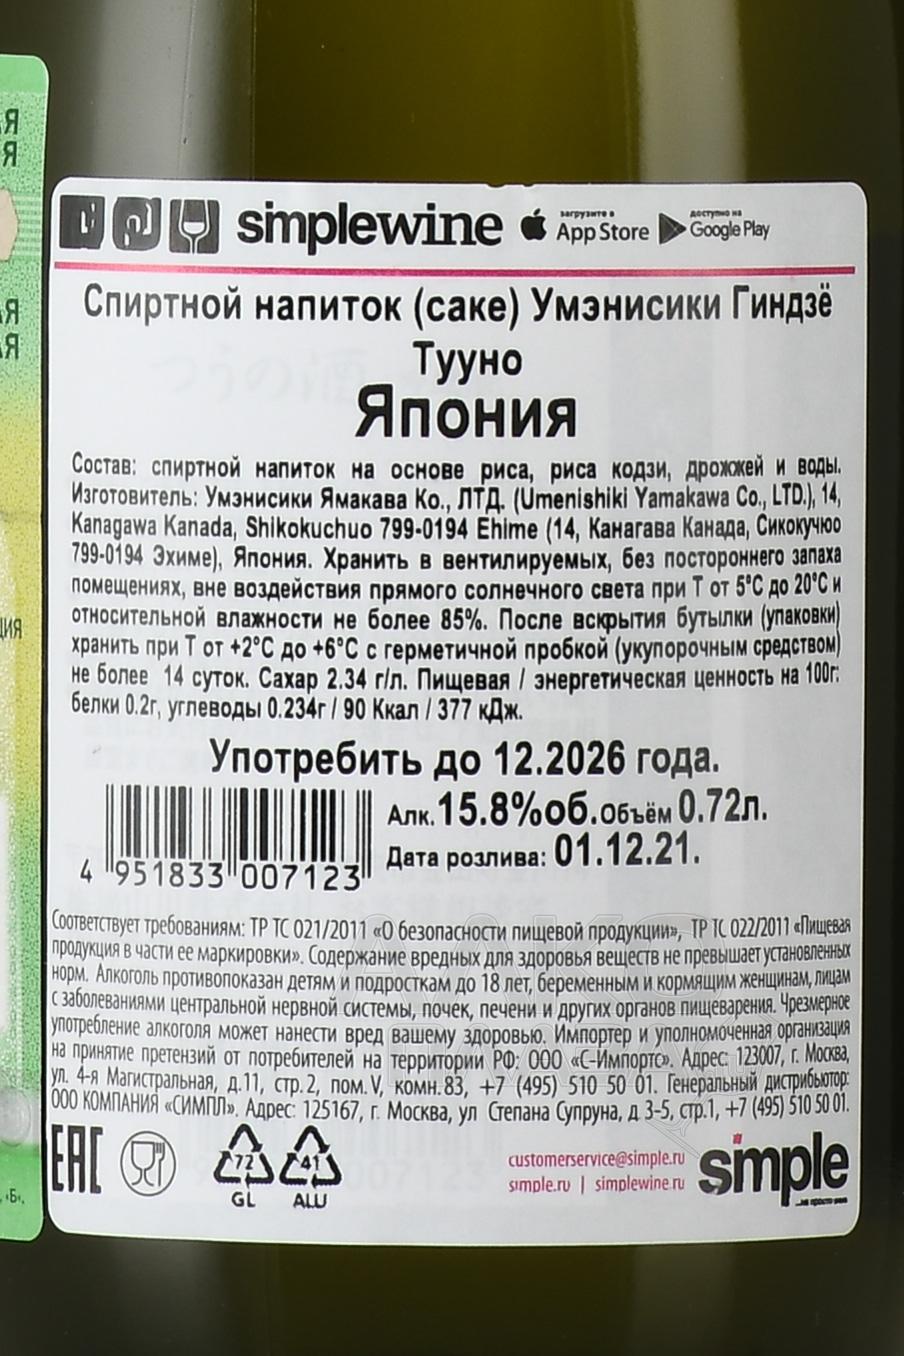 simplewine загрузите в App Store доступно на Google Play
Спиртной напиток (саке) Умэнисики Гиндзё
Тууно
Япония
Состав: спиртной напиток на основе риса, риса кодзи, дрожжей и воды.
Изготовитель: Умэнисики Ямакава Ко., ЛТД. (Umenishiki Yamakawa Co., LTD.), 14,
Kanagawa Kanada, Shikokuchuo 799-0194 Ehime (14, Канагава Канада, Сикокучюо
799-0194 Эхиме), Япония. Хранить в вентилируемых, без постороннего запаха
помещениях, вне воздействия прямого солнечного света при Т от 5°С до 20°С и
относительной влажности не более 85%. После вскрытия бутылки (упаковки)
хранить при Т от +2°С до +6°С с герметичной пробкой (укупорочным средством)
не более 14 суток. Сахар 2.34 г/л. Пищевая / энергетическая ценность на 100г:
белки 0.2г, углеводы 0.234г / 90 Ккал / 377 кДж.
Употребить до 12.2026 года.
Алк. 15.8%об. Объём 0.72л.
Дата розлива: 01.12.21.
4 951833 007123
Соответствует требованиям: ТР ТС 021/2011 «О безопасности пищевой продукции», ТР ТС 022/2011 «Пищевая
продукция в части ее маркировки». Содержание вредных для здоровья веществ не превышает установленных
норм. Алкоголь противопоказан детям и подросткам до 18 лет, беременным и кормящим женщинам, лицам
с заболеваниями центральной нервной системы, почек, печени и других органов пищеварения. Чрезмерное
употребление алкоголя может нанести вред вашему здоровью. Импортер и уполномоченная организация
на принятие претензий от потребителей на территории РФ: ООО «С-Импортс». Адрес: 123007, г. Москва,
ул. 4-я Магистральная, д.11, стр.2, пом.V, комн.83, +7 (495) 510 50 01. Генеральный дистрибьютор:
ООО КОМПАНИЯ «СИМПЛ». Адрес: 125167, г. Москва, ул Степана Супруна, д 3-5, стр.1, +7 (495) 510 50 01.
EAC
72
GL
41
ALU
customerservice@simple.ru
simple.ru | simplewine.ru
simple